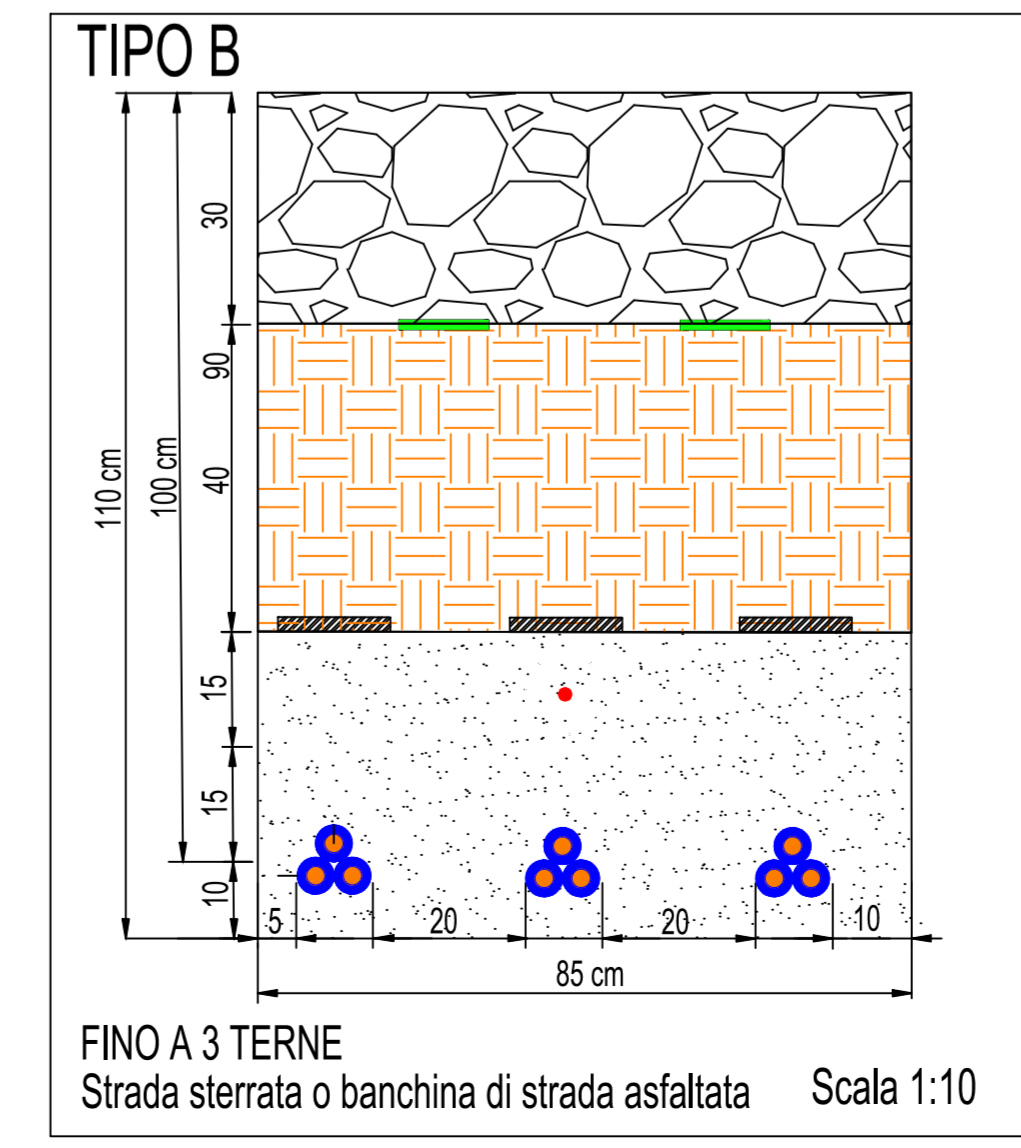 TIPO B
30
90
110 cm
100 cm
40
15
15
10
5
20
20
10
85 cm
FINO A 3 TERNE
Strada sterrata o banchina di strada asfaltata
Scala 1:10